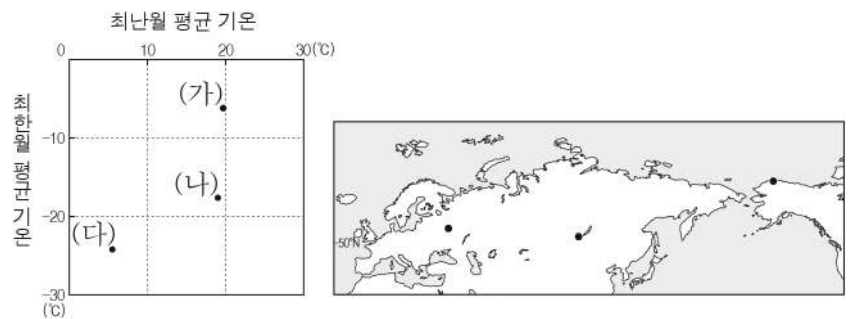 최난월 평균 기온
0 10 20 30(℃)
최한월 평균 기온
(가)
-10
(나)
-20
(다)
-30
(℃)
50°N